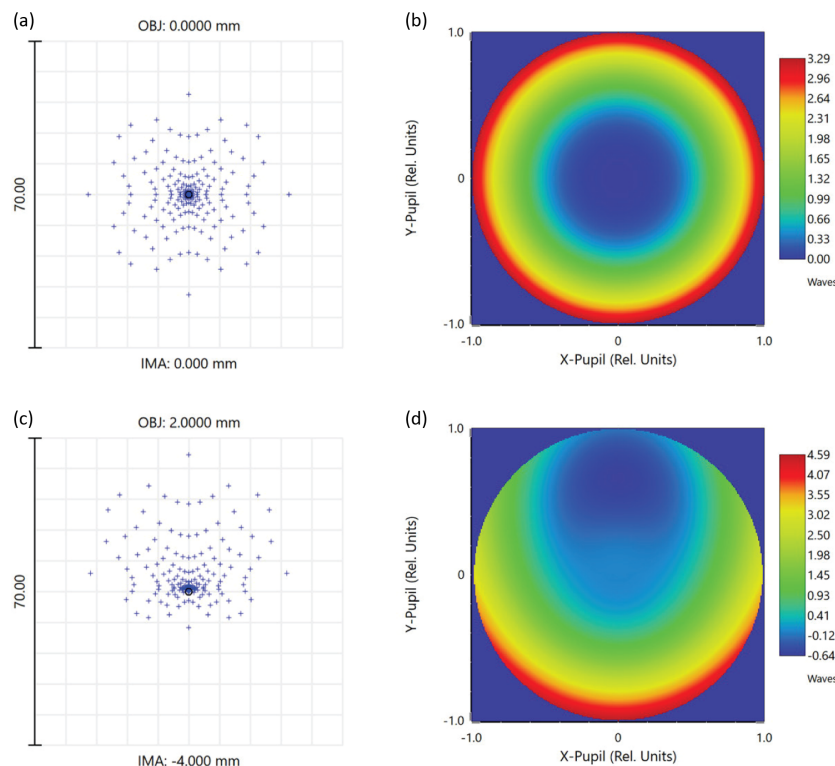 (a)
OBJ: 0.0000 mm
70.00
IMA: 0.000 mm
(b)
1.0
0
-1.0
Y-Pupil (Rel. Units)
-1.0
0
1.0
X-Pupil (Rel. Units)
3.29
2.96
2.64
2.31
1.98
1.65
1.32
0.99
0.66
0.33
0.00
Waves
(c)
OBJ: 2.0000 mm
70.00
IMA: -4.000 mm
(d)
1.0
0
-1.0
Y-Pupil (Rel. Units)
-1.0
0
1.0
X-Pupil (Rel. Units)
4.59
4.07
3.55
3.02
2.50
1.98
1.45
0.93
0.41
-0.12
-0.64
Waves